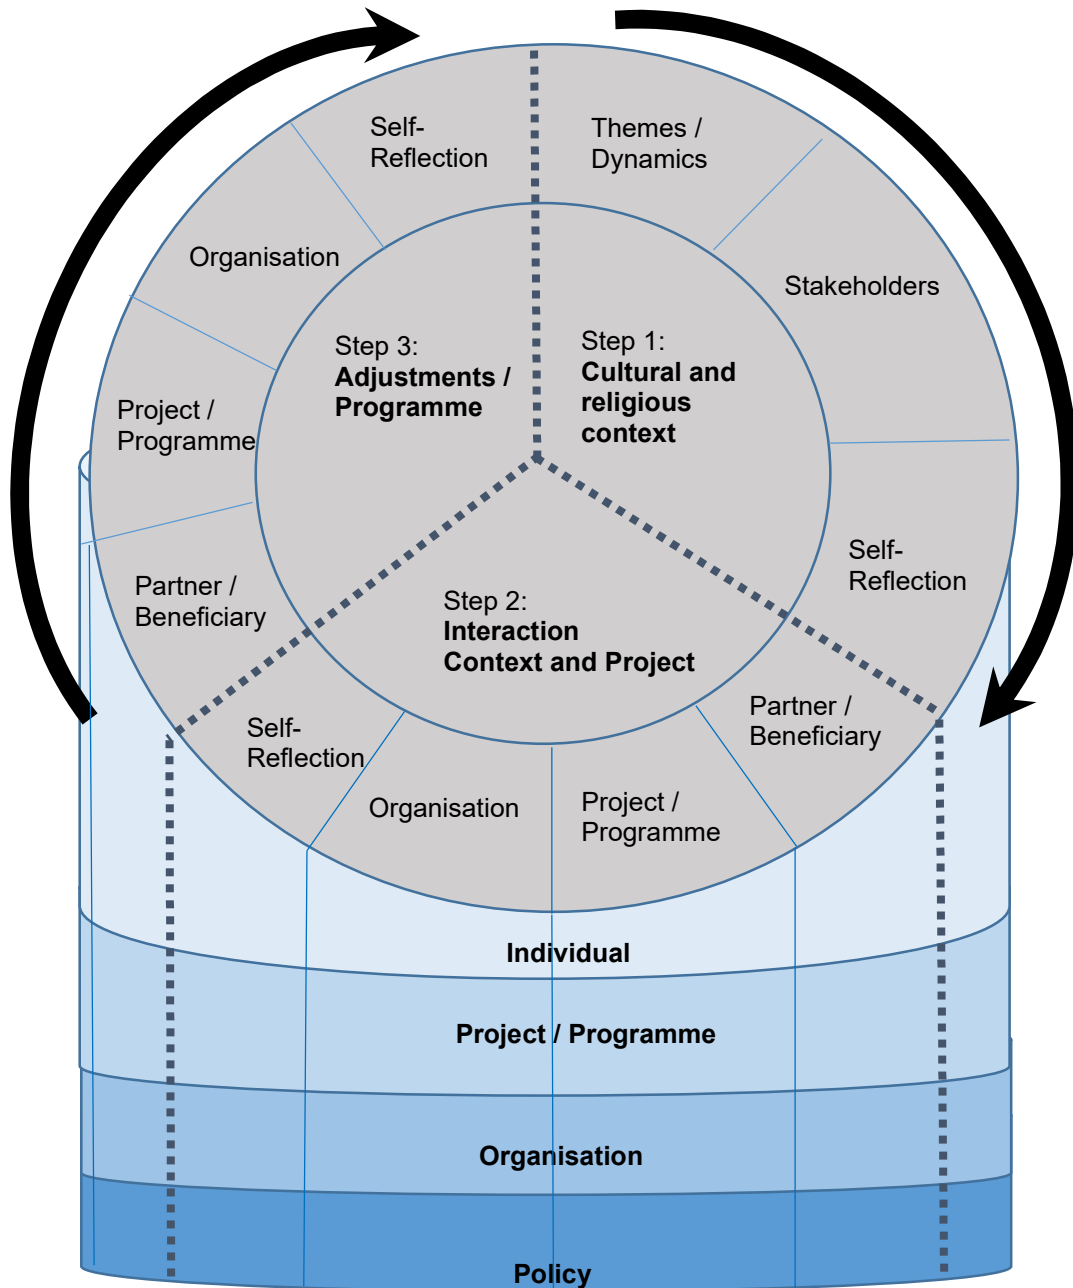 Self-
Reflection
Themes /
Dynamics
Organisation
Stakeholders
Step 3:
Adjustments /
Programme
Step 1:
Cultural and
religious
context
Project /
Programme
Self-
Reflection
Partner /
Beneficiary
Step 2:
Interaction
Context and Project
Self-
Reflection
Organisation
Project /
Programme
Partner /
Beneficiary
Individual
Project / Programme
Organisation
Policy